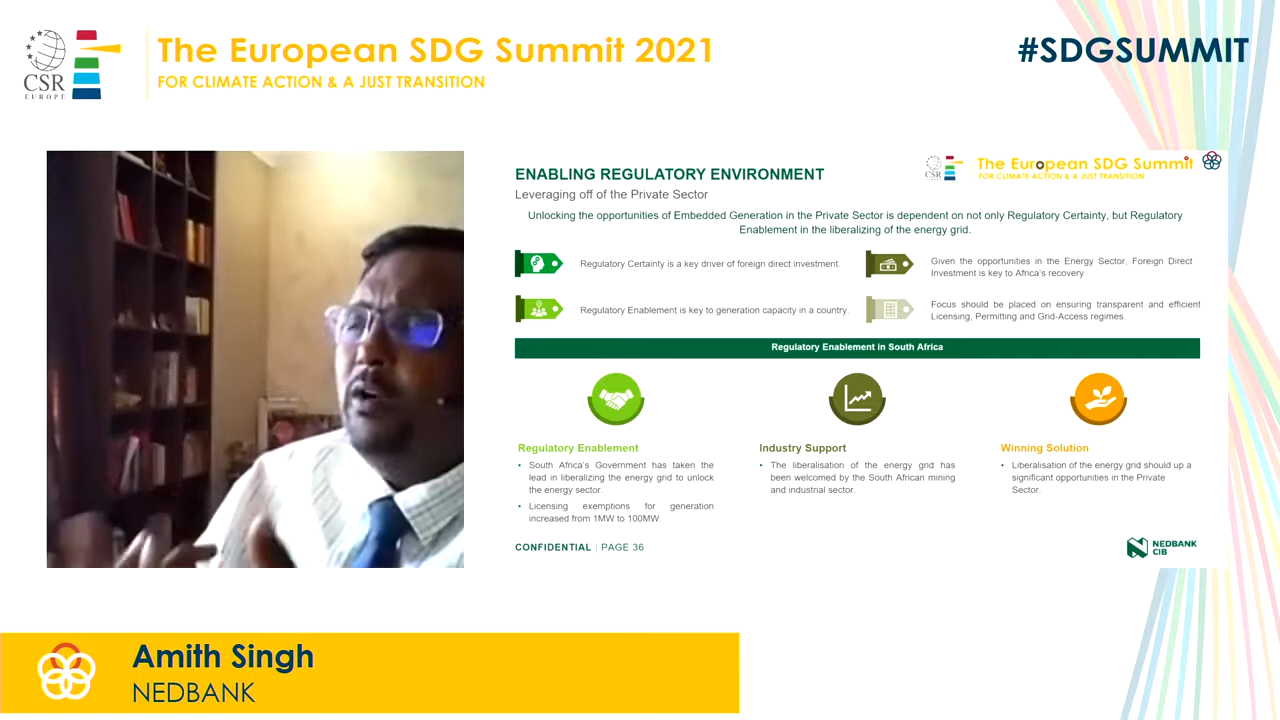 CSR
EUROPE
The European SDG Summit 2021
FOR CLIMATE ACTION & A JUST TRANSITION
#SDGSUMMIT
ENABLING REGULATORY ENVIRONMENT
Leveraging off of the Private Sector
CSR
The European SDG Summit
FOR CLIMATE ACTION & A JUST TRANSITION
Unlocking the opportunities of Embedded Generation in the Private Sector is dependent on not only Regulatory Certainty, but Regulatory
Enablement in the liberalizing of the energy grid.
Regulatory Certainty is a key driver of foreign direct investment.
Given the opportunities in the Energy Sector, Foreign Direct
Investment is key to Africa's recovery
Regulatory Enablement is key to generation capacity in a country.
Focus should be placed on ensuring transparent and efficient
Licensing, Permitting and Grid-Access regimes.
Regulatory Enablement in South Africa
Regulatory Enablement
• South Africa's Government has taken the
lead in liberalizing the energy grid to unlock
the energy sector.
• Licensing exemptions for generation
increased from 1MW to 100MW.
Industry Support
• The liberalisation of the energy grid has
been welcomed by the South African mining
and industrial sector.
Winning Solution
• Liberalisation of the energy grid should up a
significant opportunities in the Private
Sector.
CONFIDENTIAL | PAGE 36
NEDBANK
CIB
Amith Singh
NEDBANK